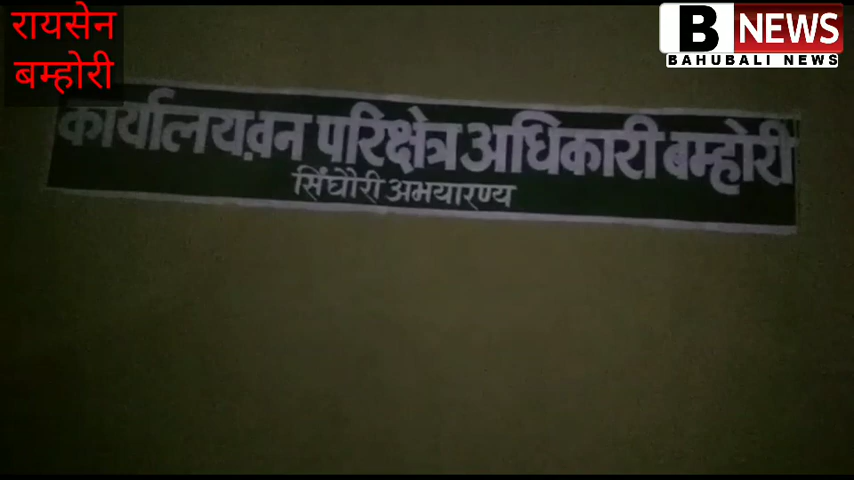 रायसेन
बम्होरी
B NEWS
BAHUBALI NEWS
कार्यालय वन परिक्षेत्र अधिकारी बम्होरी
सिंघौरी अभयारण्य